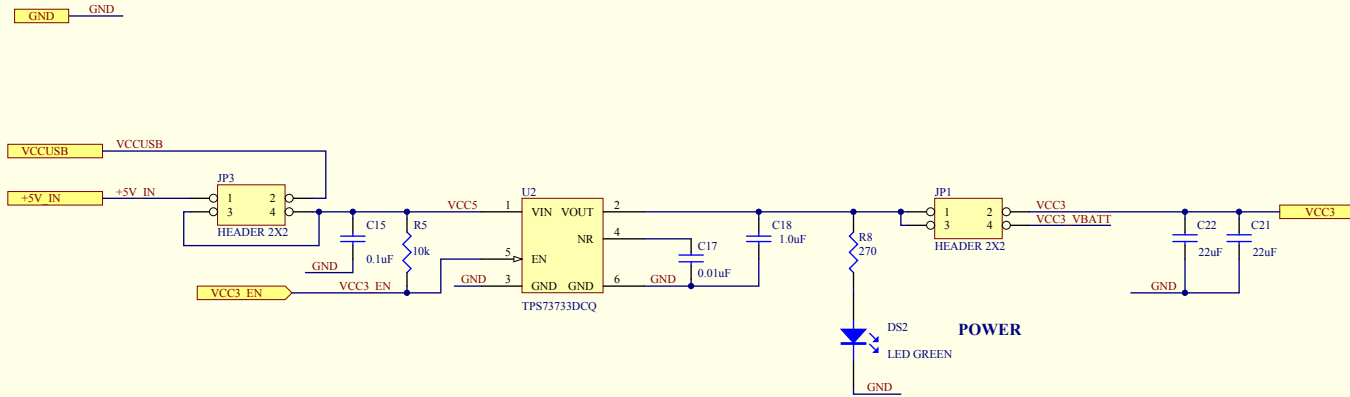 GND GND
VCCUSB VCCUSB
JP3
+5V_IN +5V_IN 1 2
3 4
HEADER 2X2
VCC5
C15
0.1uF
GND
R5
10k
VCC3_EN VCC3_EN
U2
1 VIN VOUT 2
NR 4
5 EN
GND 3 GND GND 6 GND
TPS73733DCQ
C17
0.01uF
C18
1.0uF
R8
270
DS2
LED GREEN
GND
POWER
JP1
1 2 VCC3
3 4 VCC3_VBATT
HEADER 2X2
C22
22uF
C21
22uF
GND
VCC3